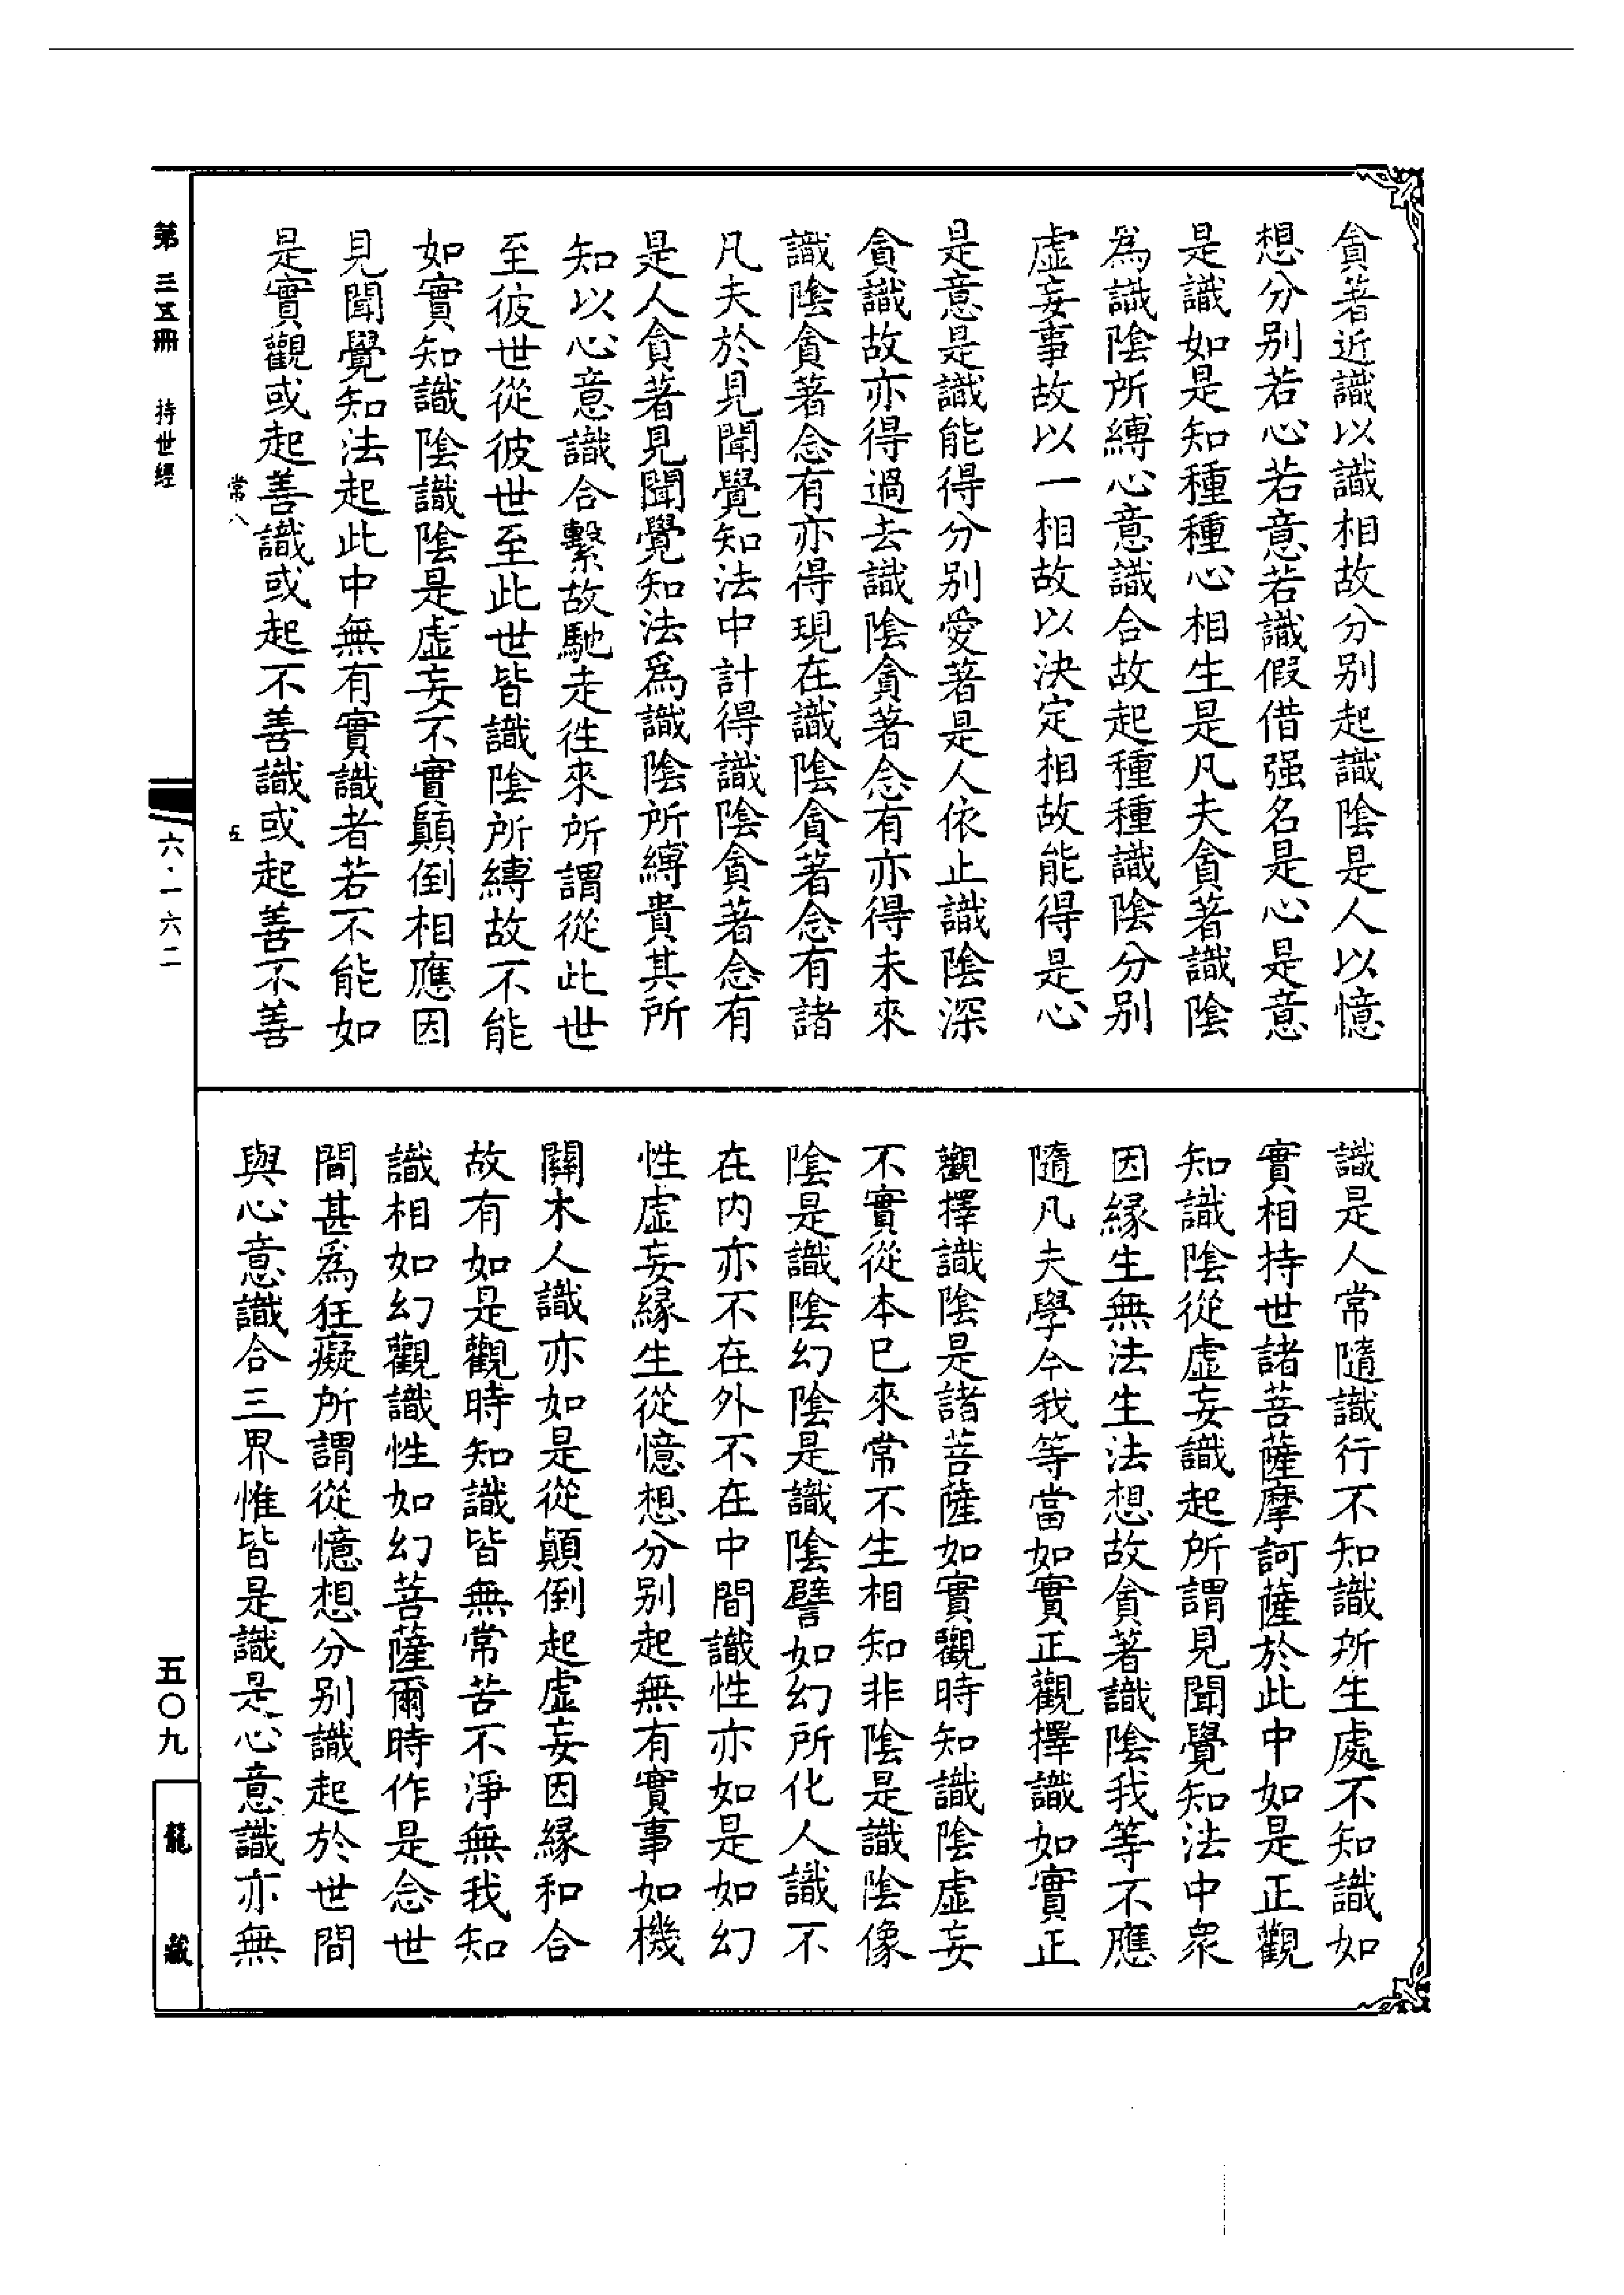 貪著近識以識相故分別起識陰是人以憶
想分別若心若意若識假借强名是心是意
是識如是知種種心相生是凡夫貪著識陰
為識陰所縛心意識合故起種種識陰分別
虛妄事故以一相故以決定相故能得是心
是意是識能得分別愛著是人依止識陰深
貪識故亦得過去識陰貪著念有亦得未來
識陰貪著念有亦得現在識陰貪著念有諸
凡夫於見聞覺知法中計得識陰貪著念有
是人貪著見聞覺知法爲識陰所縛貴其所
知以心意識合繫故馳走往來所謂從此世
至彼世從彼世至此世皆識陰所縛故不能
如實知識陰識陰是虛妄不實顛倒相應因
見聞覺知法起此中無有實識者若不能如
是實觀或起善識或起不善識或起善不善
常八
五
識是人常隨識行不知識所生處不知識如
實相持世諸菩薩摩訶薩於此中如是正觀
知識陰從虛妄識起所謂見聞覺知法中衆
因緣生無法生法想故貪著識陰我等不應
隨凡夫學今我等當如實正觀擇識如實正
觀擇識陰是諸菩薩如實觀時知識陰虛妄
不實從本已來常不生相知非陰是識陰像
陰是識陰幻陰是識陰譬如幻所化人識不
在内亦不在外不在中間識性亦如是如幻
性虛妄緣生從憶想分別起無有實事如機
關木人識亦如是從顛倒起虛妄因緣和合
故有如是觀時知識皆無常苦不淨無我知
識相如幻觀識性如幻菩薩爾時作是念世
間甚爲狂癡所謂從憶想分別識起於世間
與心意識合三界惟皆是識是心意識亦無
第三五冊 持世經
六·一六二
五〇九
龍藏